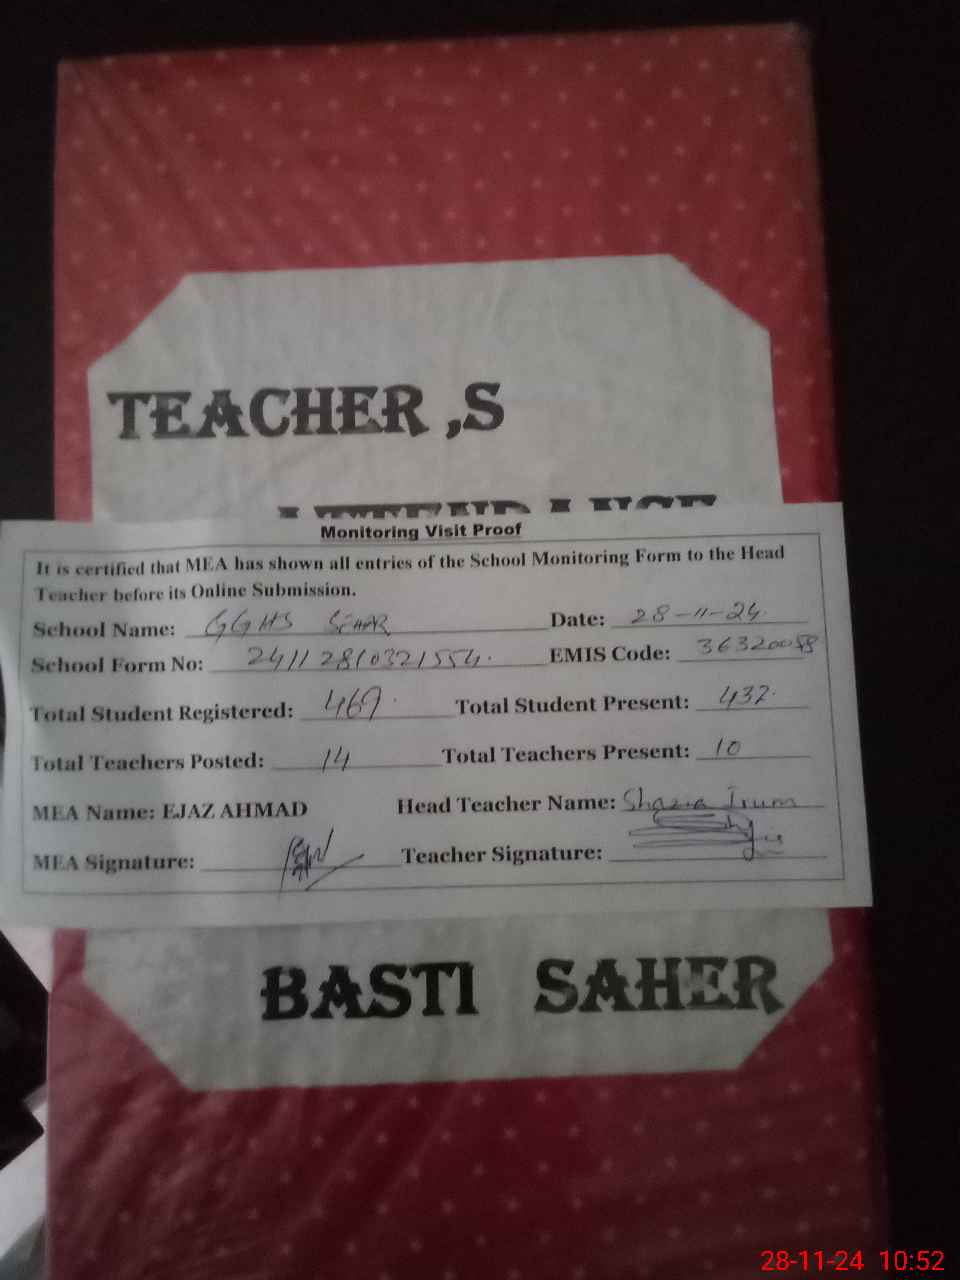 TEACHER ,S
Monitoring Visit Proof
It is certified that MEA has shown all entries of the School Monitoring Form to the Head
Teacher before its Online Submission.
School Name: GGHS SEHAR Date: 28-11-24.
School Form No: 24112810321554. EMIS Code: 363200
Total Student Registered: 469. Total Student Present: 432.
Total Teachers Posted: 14 Total Teachers Present: 10
MEA Name: EJAZ AHMAD Head Teacher Name: Shazia Irum
MEA Signature: Teacher Signature:
BASTI SAHER
28-11-24 10:52